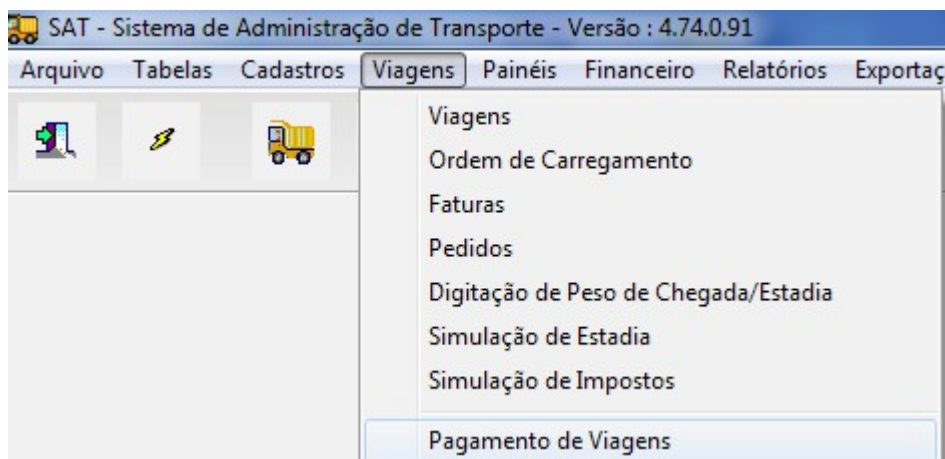 SAT - Sistema de Administração de Transporte - Versão : 4.74.0.91
Arquivo Tabelas Cadastros Viagens Painéis Financeiro Relatórios Exportaç
Viagens
Ordem de Carregamento
Faturas
Pedidos
Digitação de Peso de Chegada/Estadia
Simulação de Estadia
Simulação de Impostos
Pagamento de Viagens